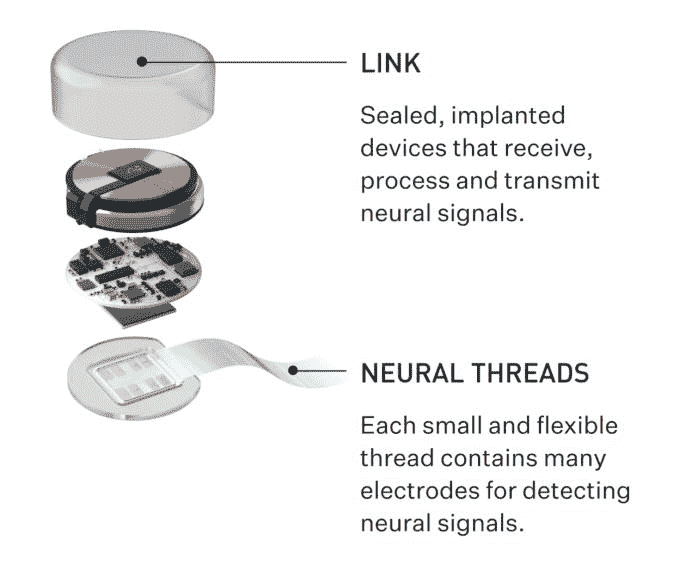 LINK
Sealed, implanted
devices that receive,
process and transmit
neural signals.
NEURAL THREADS
Each small and flexible
thread contains many
electrodes for detecting
neural signals.